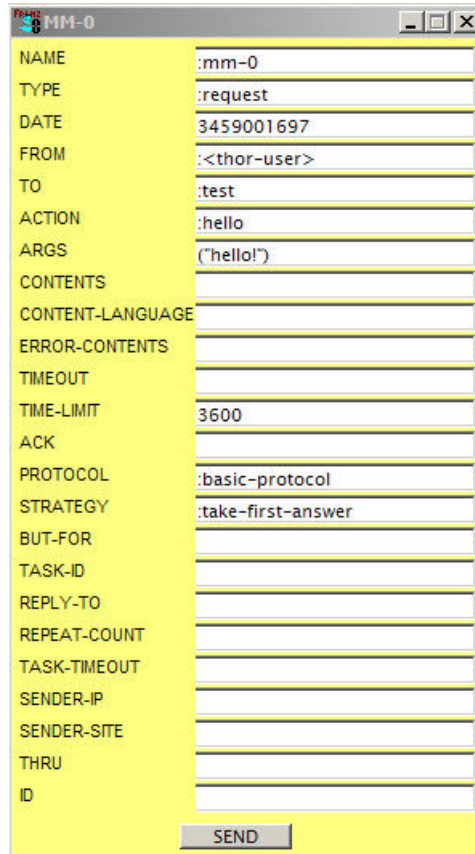 FRANZ MM-0
NAME :mm-0
TYPE :request
DATE 3459001697
FROM :<thor-user>
TO :test
ACTION :hello
ARGS ("hello!")
CONTENTS
CONTENT-LANGUAGE
ERROR-CONTENTS
TIMEOUT
TIME-LIMIT 3600
ACK
PROTOCOL :basic-protocol
STRATEGY :take-first-answer
BUT-FOR
TASK-ID
REPLY-TO
REPEAT-COUNT
TASK-TIMEOUT
SENDER-IP
SENDER-SITE
THRU
ID
SEND